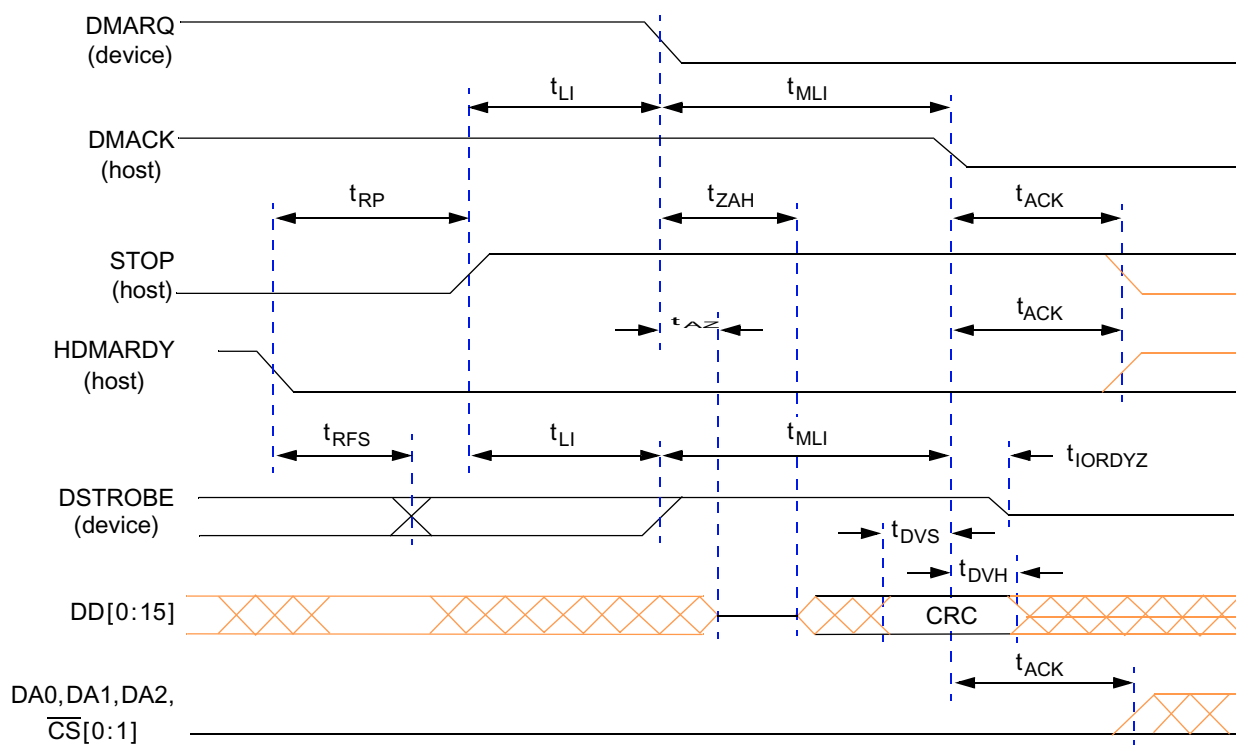 DMARQ
(device)
tLI
tMLI
DMACK
(host)
tRP
tZAH
tACK
STOP
(host)
tAZ
tACK
HDMARDY
(host)
tRFS
tLI
tMLI
tIORDYZ
DSTROBE
(device)
tDVS
tDVH
DD[0:15]
CRC
tACK
DA0,DA1,DA2,
CS[0:1]